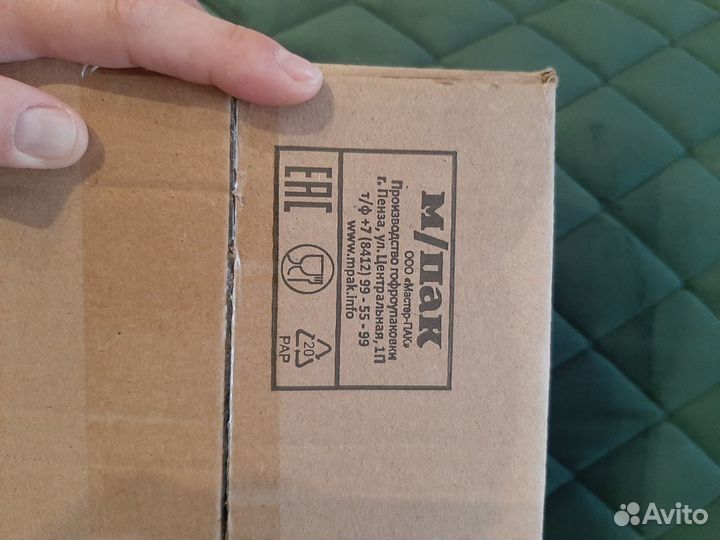 м/пак
ООО «Мастер-ПАК»
Производство гофроупаковки
г. Пенза, ул.Центральная, 1П
т/ф +7 (8412) 99 - 55 - 99
www.mpak.info
EAC
20
PAP
Avito